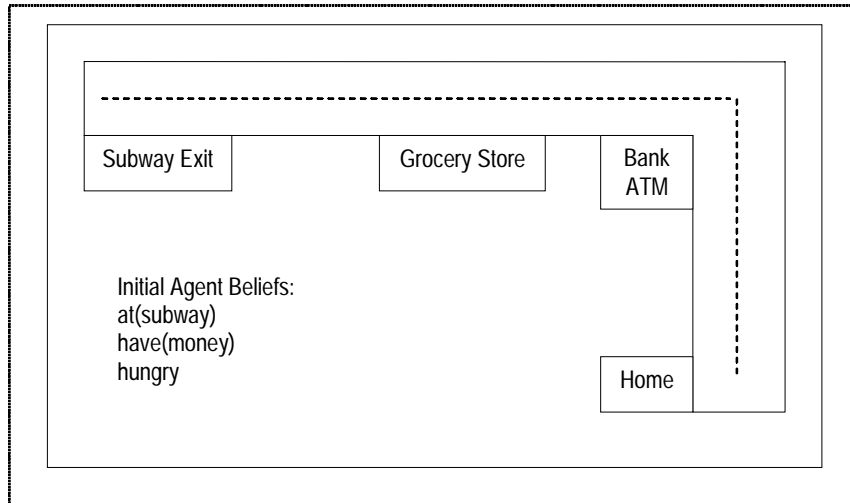 Subway Exit
Grocery Store
Bank
ATM
Initial Agent Beliefs:
at(subway)
have(money)
hungry
Home